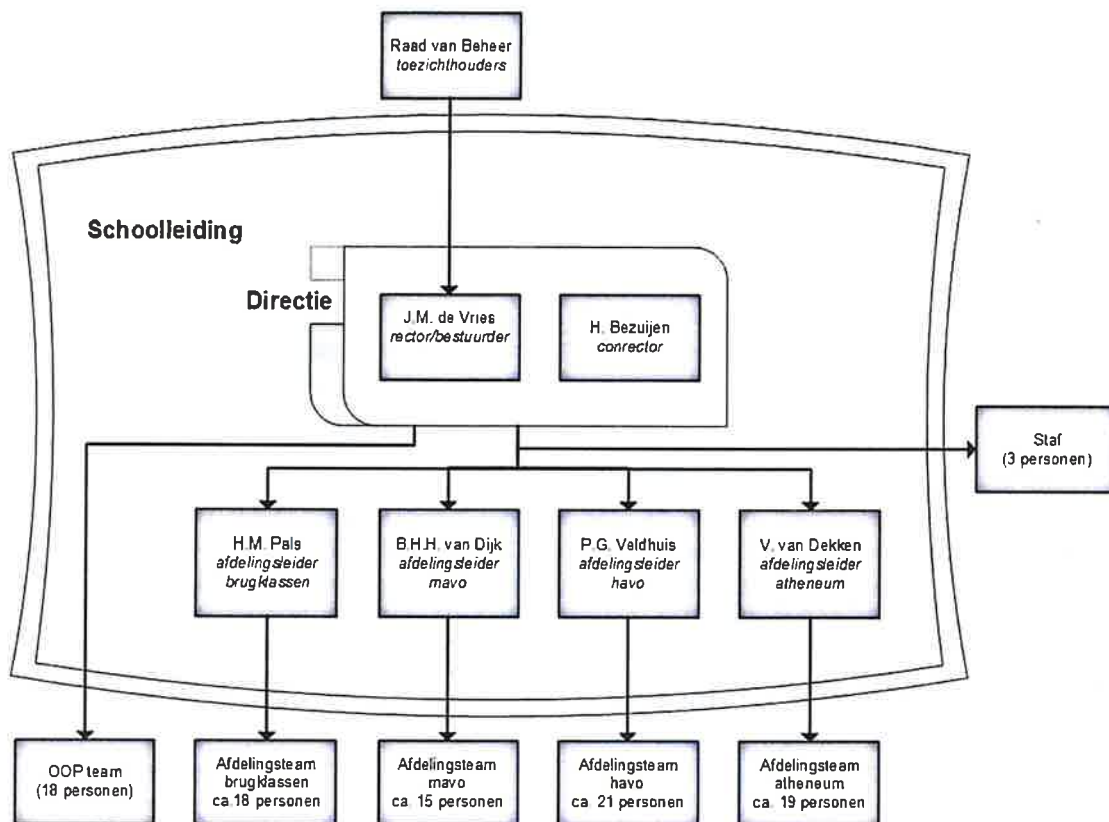 Raad van Beheer
toezichthouders
Schoolleiding
Directie
J.M. de Vries
rector/bestuurder
H. Bezuijen
conrector
Staf
(3 personen)
H.M. Pals
afdelingsleider
brugklassen
B.H.H. van Dijk
afdelingsleider
mavo
P.G. Veldhuis
afdelingsleider
havo
V. van Dekken
afdelingsleider
atheneum
OOP team
(18 personen)
Afdelingsteam
brugklassen
ca.18 personen
Afdelingsteam
mavo
ca. 15 personen
Afdelingsteam
havo
ca. 21 personen
Afdelingsteam
atheneum
ca. 19 personen